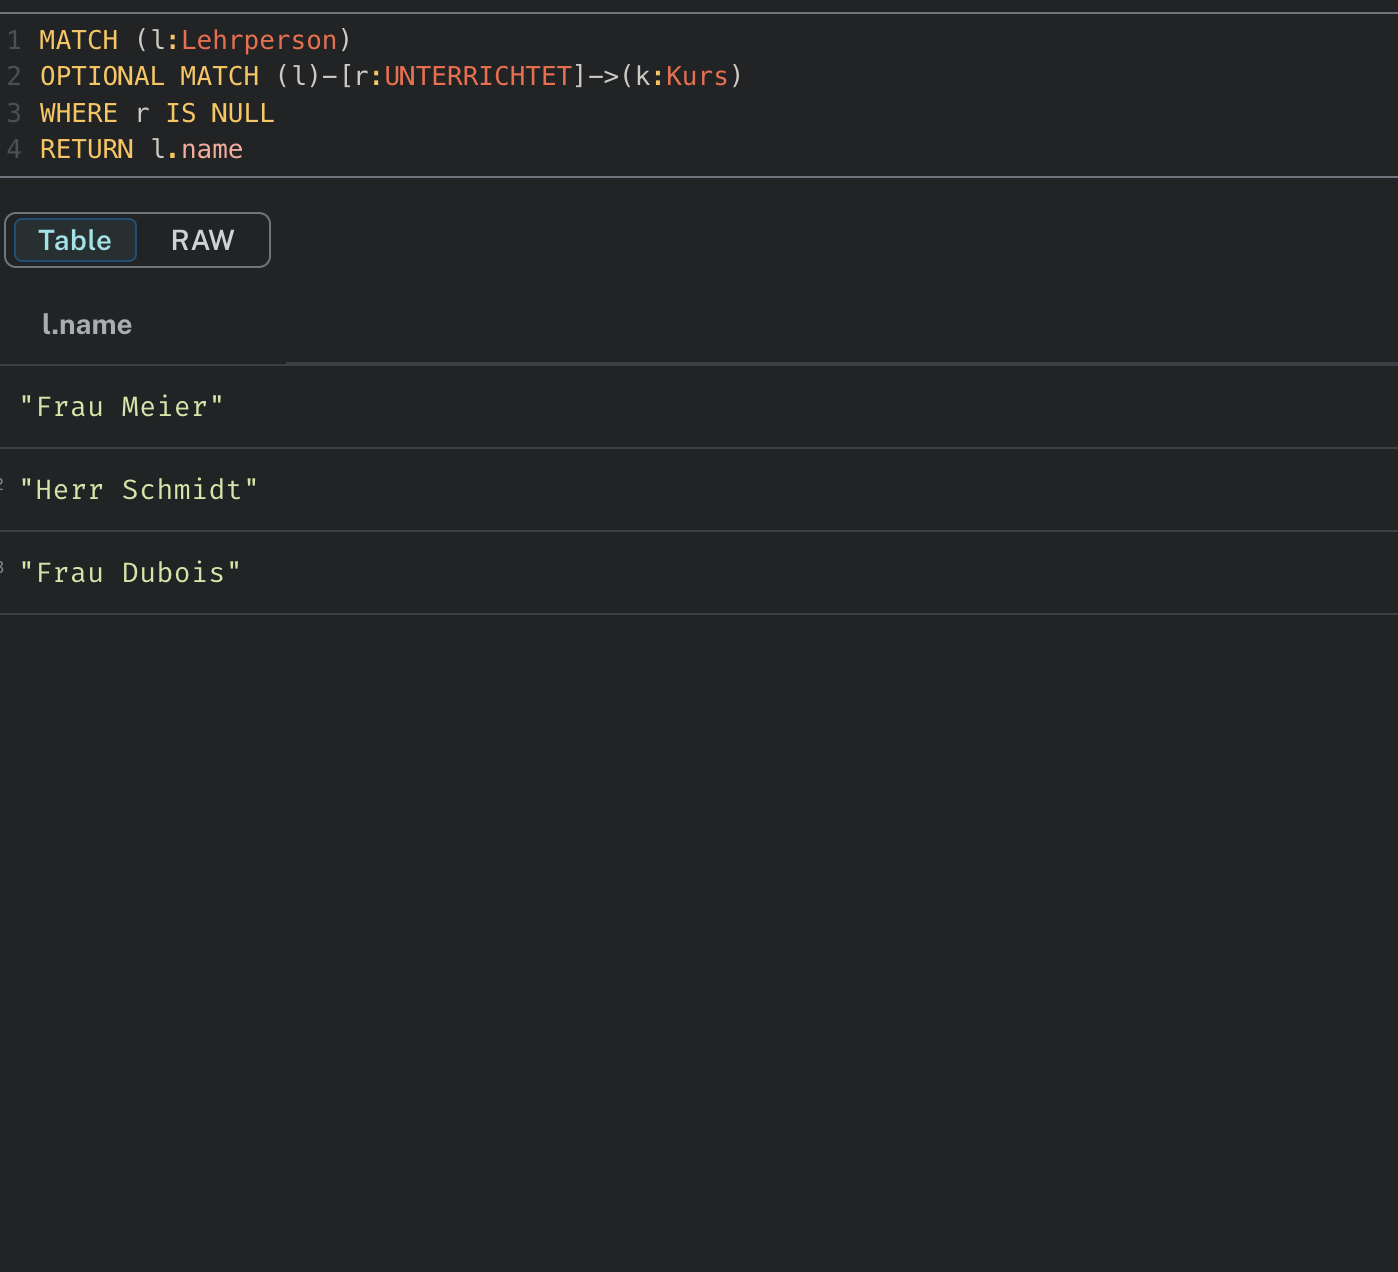 1 MATCH (l:Lehrperson)
2 OPTIONAL MATCH (l)-[r:UNTERRICHTET]->(k:Kurs)
3 WHERE r IS NULL
4 RETURN l.name
Table RAW
l.name
"Frau Meier"
2 "Herr Schmidt"
3 "Frau Dubois"